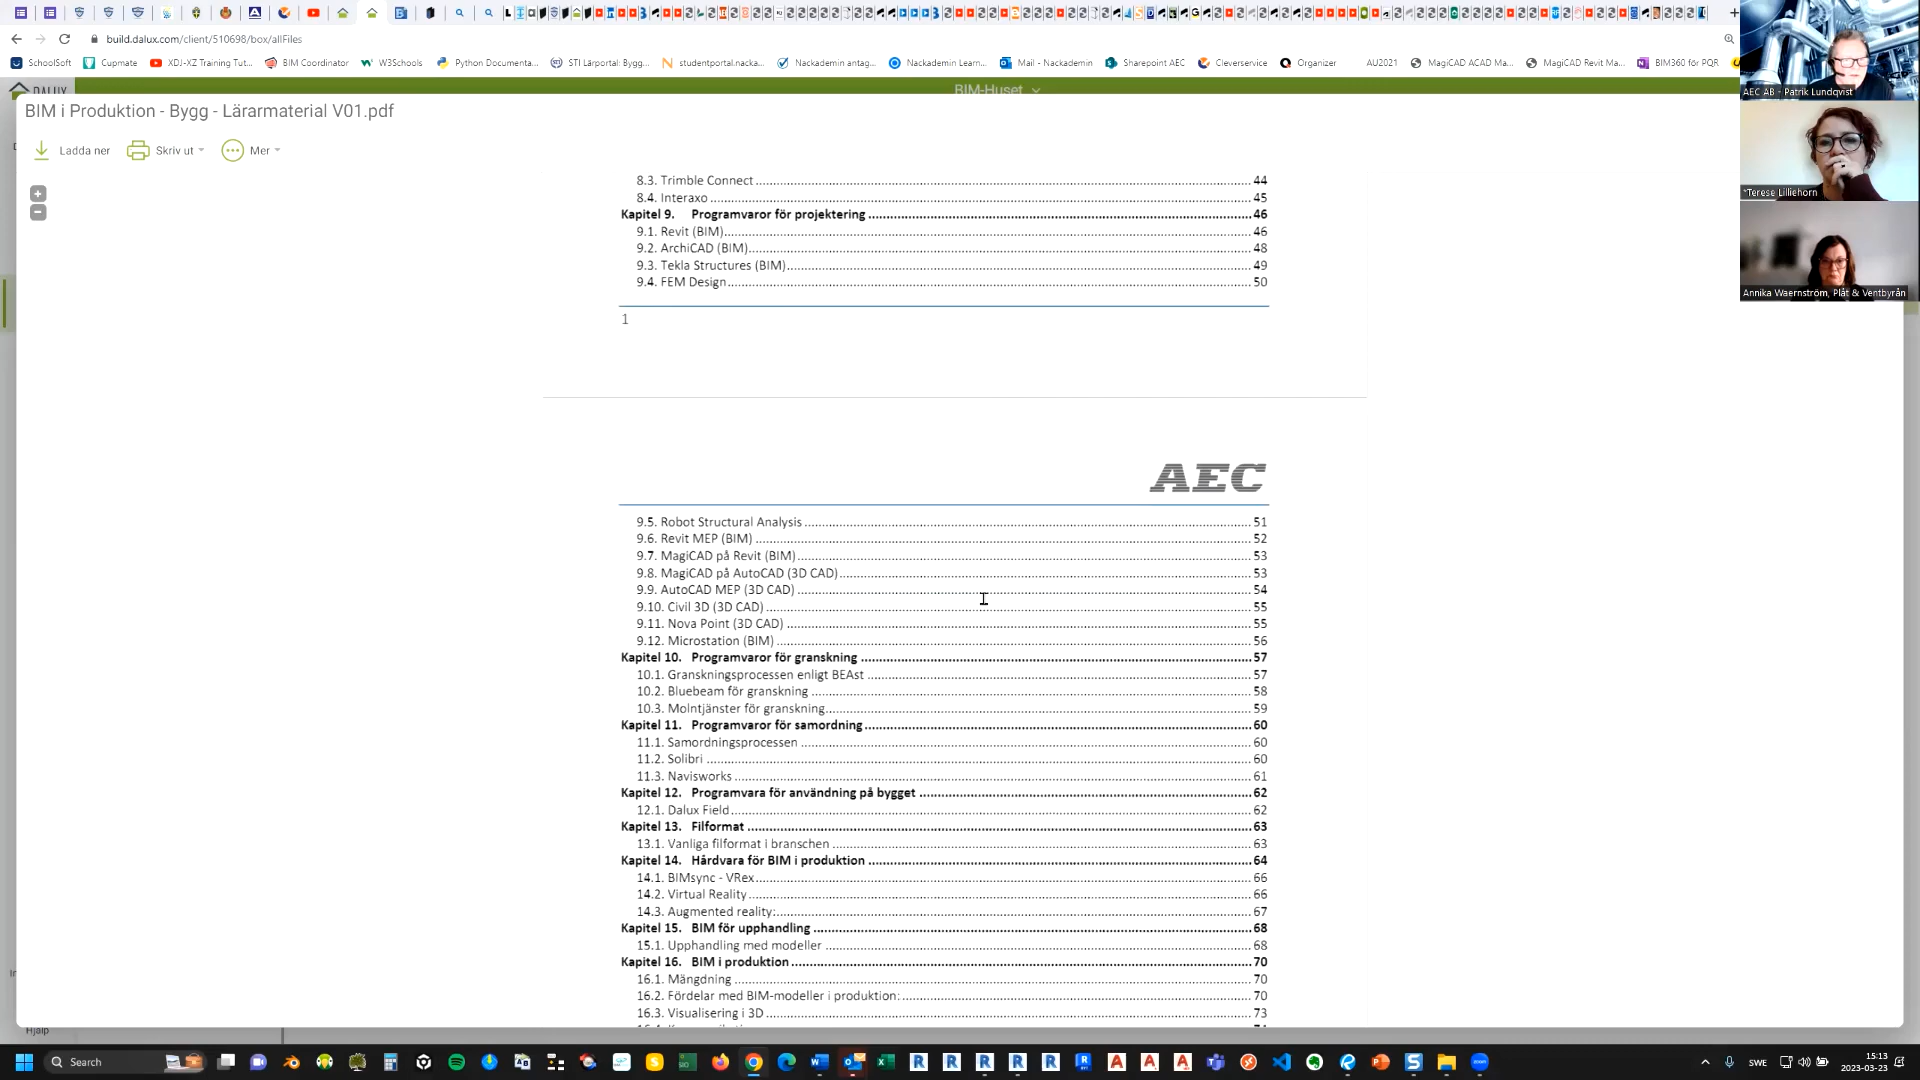 build.dalux.com/client/510698/box/allFiles
SchoolSoft Cupmate XDJ-XZ Training Tut... BIM Coordinator W3Schools Python Documenta... STI Lärportal: Bygg... studentportal.nacka... Nackademin antag... Nackademin Learn... Mail - Nackademin Sharepoint AEC Cleverservice Organizer AU2021 MagiCAD ACAD Ma... MagiCAD Revit Ma... BIM360 för PQR
DALUX
BIM-Huset
AEC AB - Patrik Lundqvist
BIM i Produktion - Bygg - Lärarmaterial V01.pdf
Ladda ner Skriv ut Mer
*Terese Lilliehorn
Annika Waernström, Plåt & Ventbyrån
8.3. Trimble Connect 44
8.4. Interaxo 45
Kapitel 9. Programvaror för projektering 46
9.1. Revit (BIM) 46
9.2. ArchiCAD (BIM) 48
9.3. Tekla Structures (BIM) 49
9.4. FEM Design 50
1
AEC
9.5. Robot Structural Analysis 51
9.6. Revit MEP (BIM) 52
9.7. MagiCAD på Revit (BIM) 53
9.8. MagiCAD på AutoCAD (3D CAD) 53
9.9. AutoCAD MEP (3D CAD) 54
9.10. Civil 3D (3D CAD) 55
9.11. Nova Point (3D CAD) 55
9.12. Microstation (BIM) 56
Kapitel 10. Programvaror för granskning 57
10.1. Granskningsprocessen enligt BEAst 57
10.2. Bluebeam för granskning 58
10.3. Molntjänster för granskning 59
Kapitel 11. Programvaror för samordning 60
11.1. Samordningsprocessen 60
11.2. Solibri 60
11.3. Navisworks 61
Kapitel 12. Programvara för användning på bygget 62
12.1. Dalux Field 62
Kapitel 13. Filformat 63
13.1. Vanliga filformat i branschen 63
Kapitel 14. Hårdvara för BIM i produktion 64
14.1. BIMsync - VRex 66
14.2. Virtual Reality 66
14.3. Augmented reality: 67
Kapitel 15. BIM för upphandling 68
15.1. Upphandling med modeller 68
Kapitel 16. BIM i produktion 70
16.1. Mängdning 70
16.2. Fördelar med BIM-modeller i produktion: 70
16.3. Visualisering i 3D 73
Hjälp
Search
SWE
15:13
2023-03-23